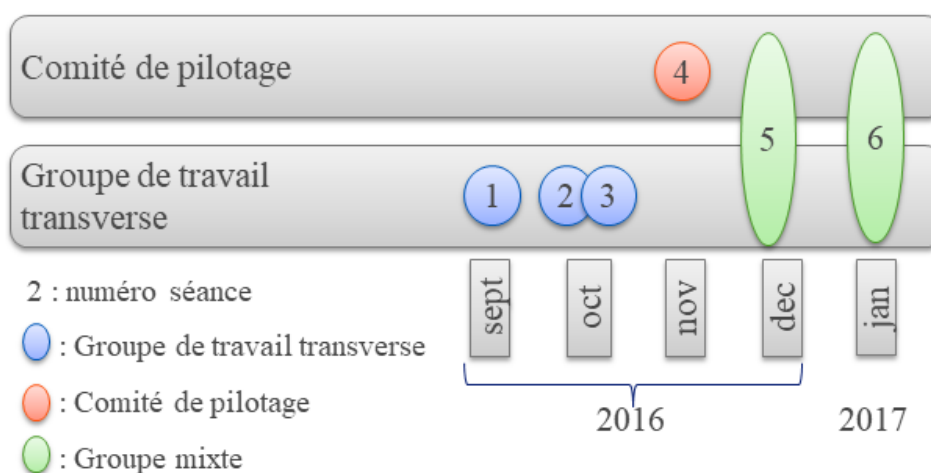 Comité de pilotage
4
5
6
Groupe de travail
transverse
1
2
3
sept
oct
nov
dec
jan
2 : numéro séance
: Groupe de travail transverse
: Comité de pilotage
: Groupe mixte
2016
2017